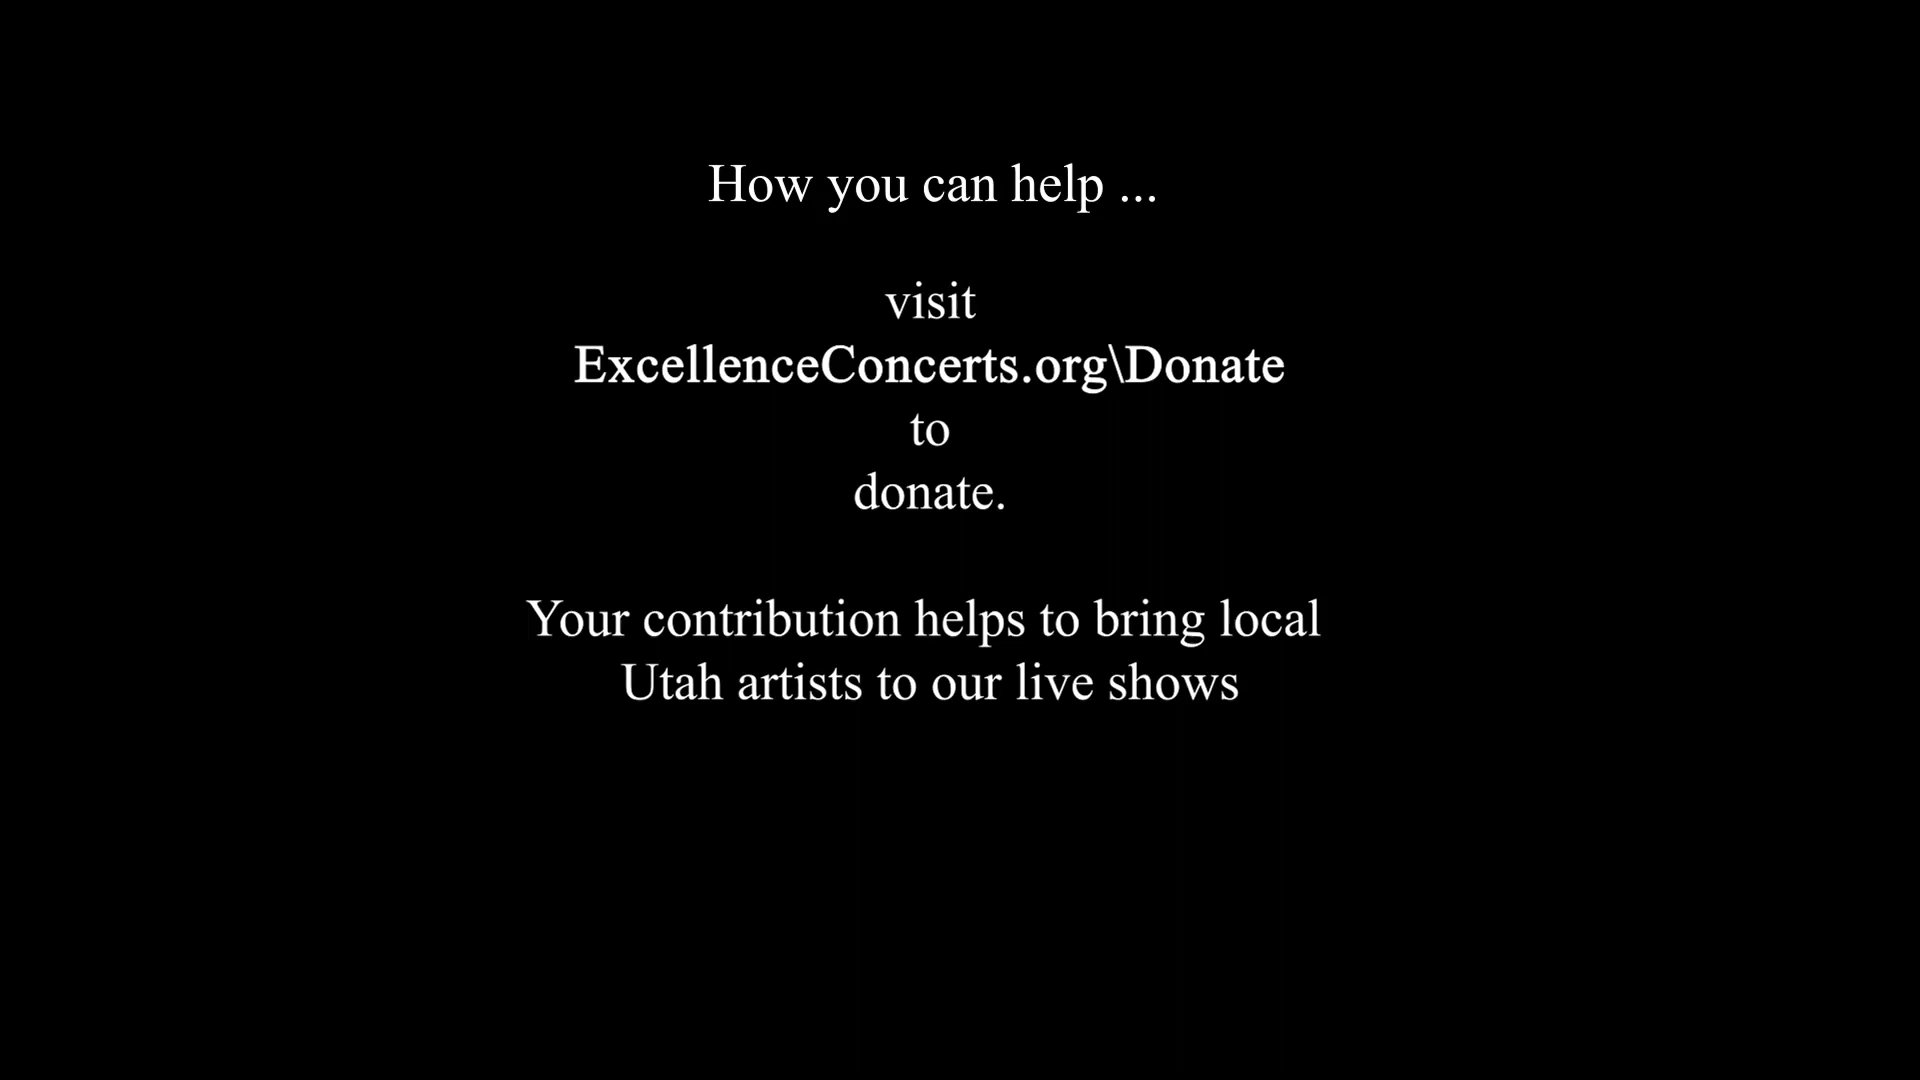 How you can help ...
visit
ExcellenceConcerts.org\Donate
to
donate.
Your contribution helps to bring local
Utah artists to our live shows